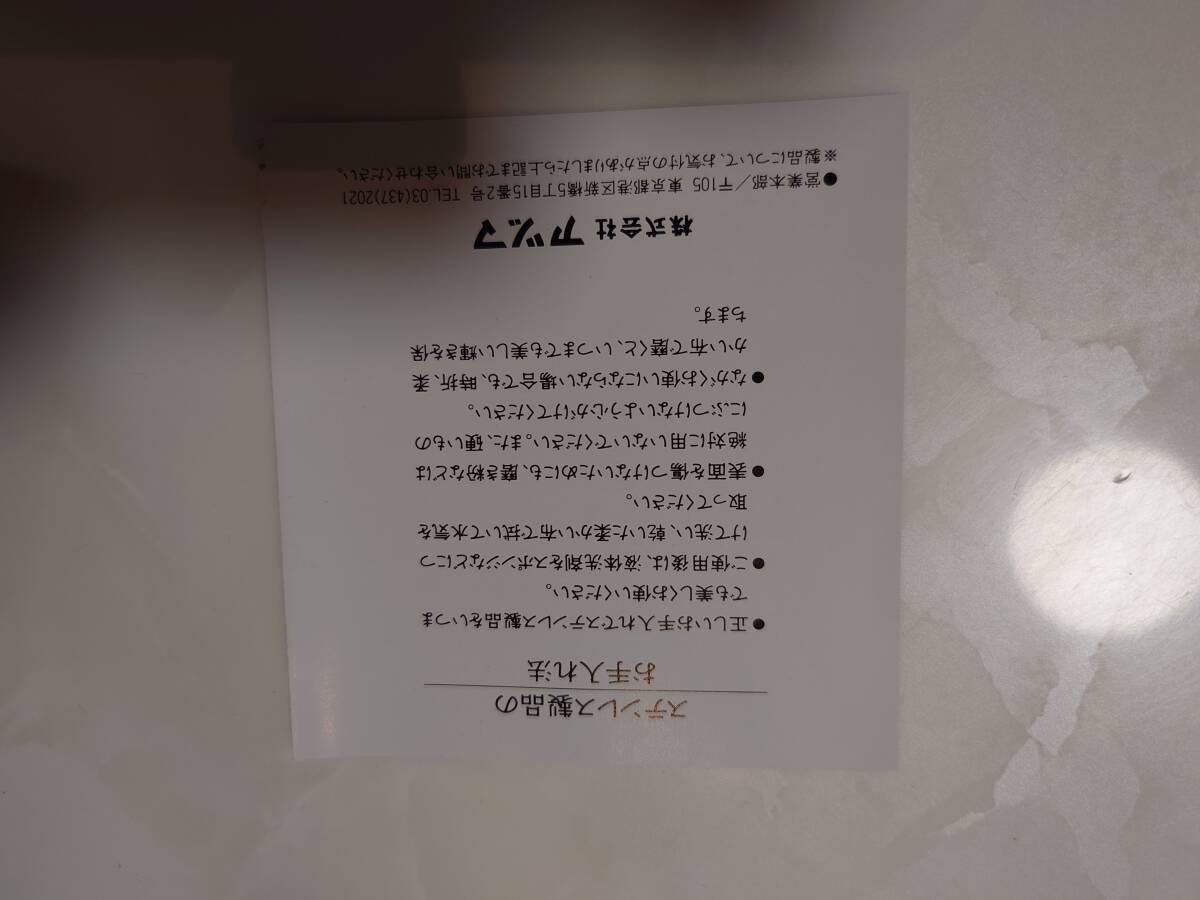 ステンレス製品の
お手入れ法
●正しいお手入れでステンレス製品をいつま
でも美しくお使いください。
●ご使用後は、液体洗剤をスポンジなどにつ
けて洗い、乾いた柔かい布で拭いて水気を
取ってください。
●表面を傷つけないためにも、磨き粉などは
絶対に用いないでください。また、硬いもの
にぶつけないよう心がけてください。
●ながくお使いにならない場合でも、時折、柔
かい布で磨くと、いつまでも美しい輝きを保
ちます。
株式会社 アヅマ
●営業本部/〒105 東京都港区新橋5丁目15番2号 TEL.03(437)2021
※製品について、お気付の点がありましたら上記までお問い合わせください。